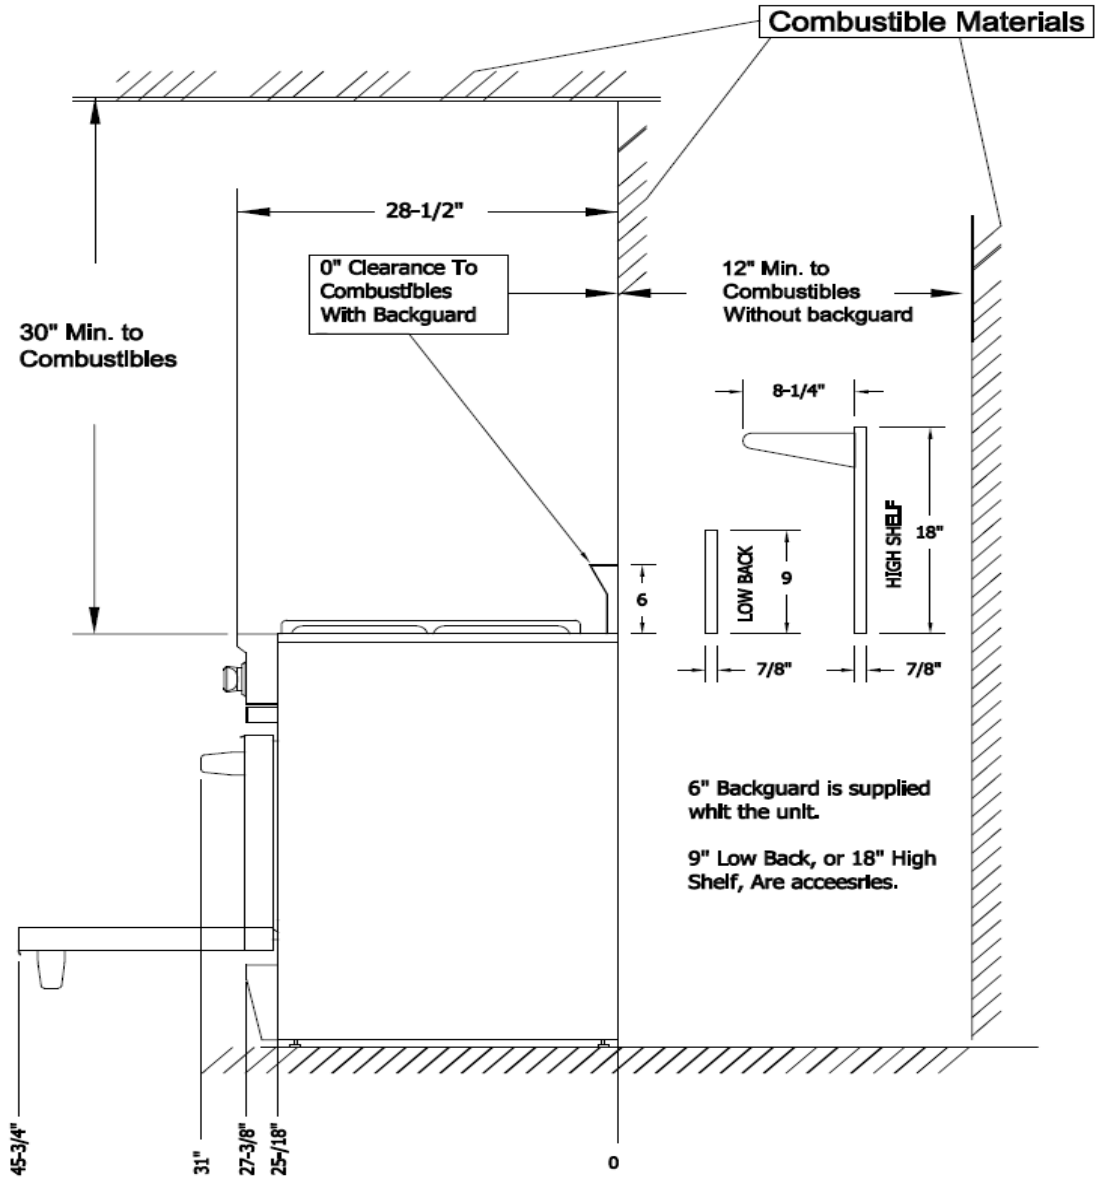 Combustible Materials
28-1/2"
0" Clearance To
Combustibles
With Backguard
12" Min. to
Combustibles
Without backguard
30" Min. to
Combustibles
8-1/4"
18"
HIGH SHELF
LOW BACK
9
6
7/8"
7/8"
6" Backguard is supplied
whit the unit.
9" Low Back, or 18" High
Shelf, Are acceesries.
45-3/4"
31"
27-3/8"
25-/18"
0